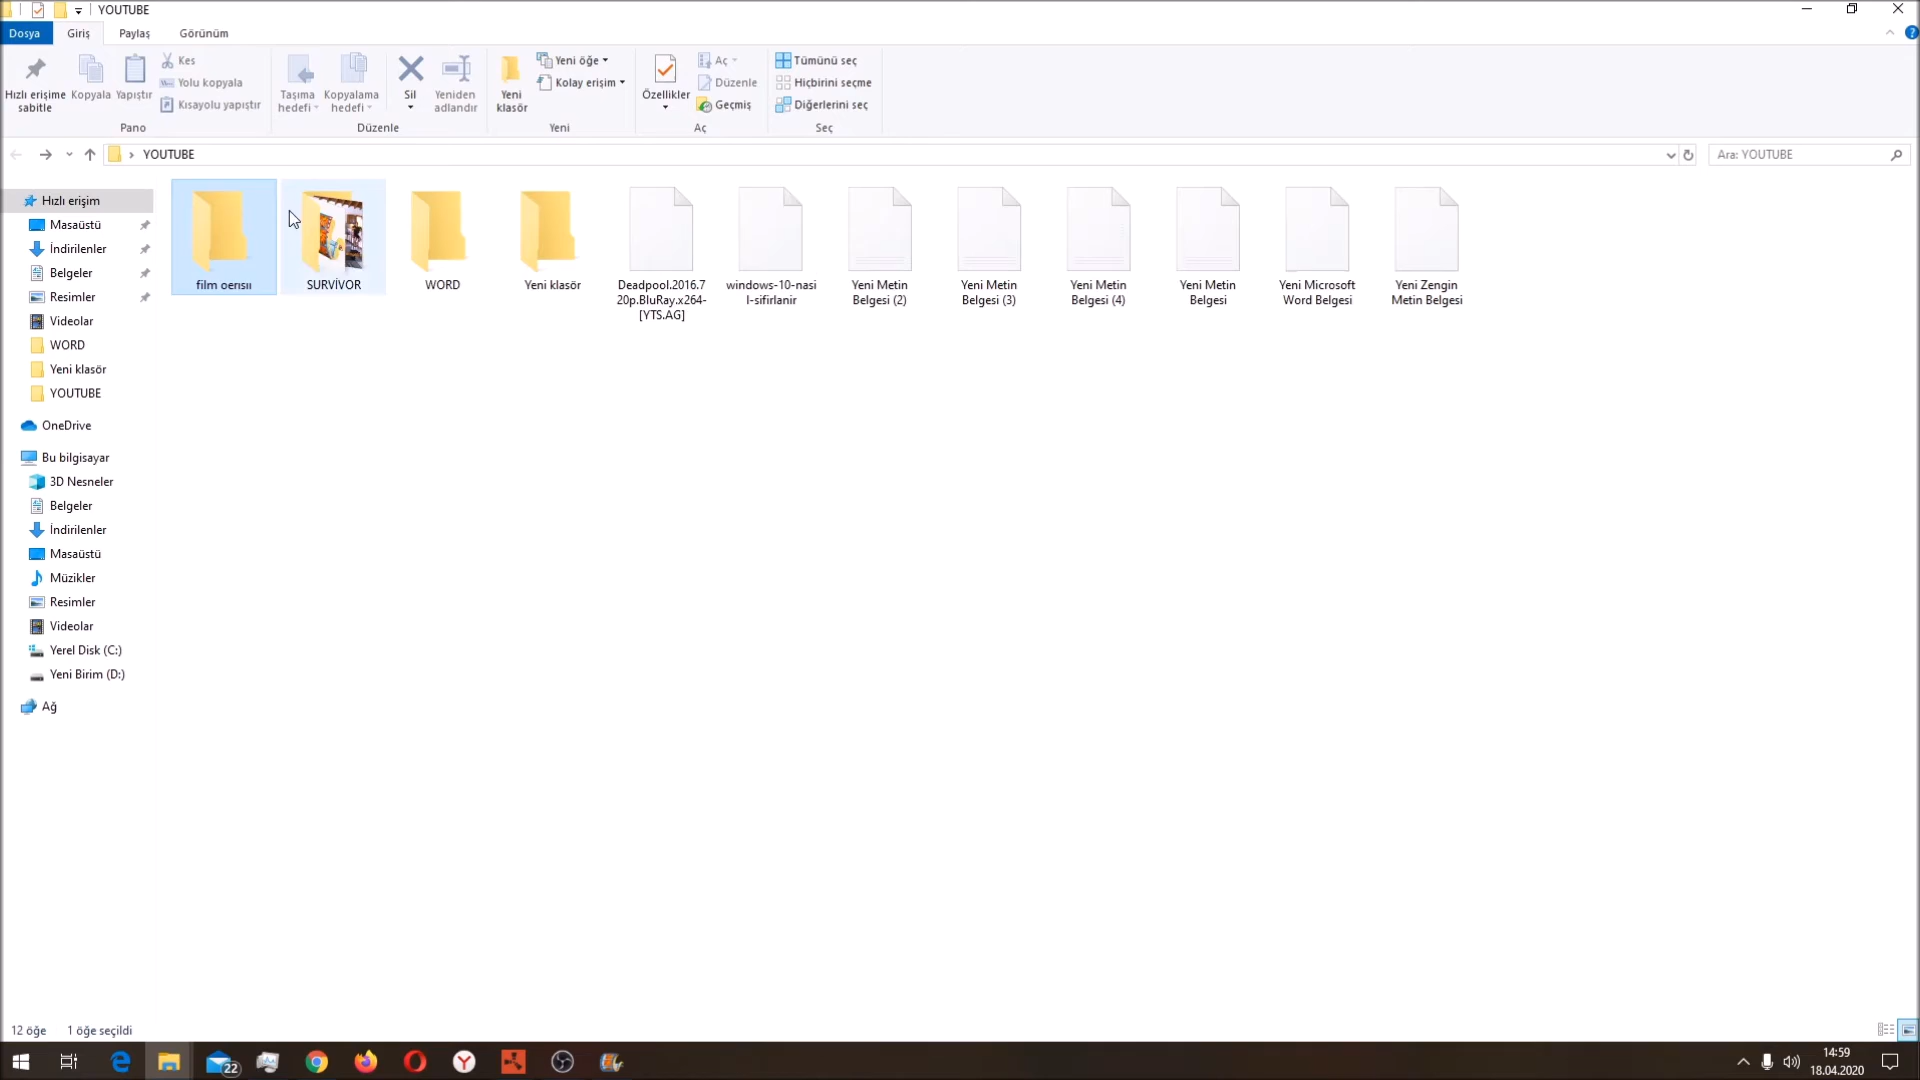 YOUTUBE
Dosya Giriş Paylaş Görünüm
Hızlı erişime
sabitle
Kopyala
Yapıştır
Kes
Yolu kopyala
Kısayolu yapıştır
Pano
Taşıma
hedefi
Kopyalama
hedefi
Sil
Yeniden
adlandır
Düzenle
Yeni
klasör
Yeni öğe
Kolay erişim
Yeni
Özellikler
Aç
Düzenle
Geçmiş
Aç
Tümünü seç
Hiçbirini seçme
Diğerlerini seç
Seç
YOUTUBE
Ara: YOUTUBE
Hızlı erişim
Masaüstü
İndirilenler
Belgeler
Resimler
Videolar
WORD
Yeni klasör
YOUTUBE
OneDrive
Bu bilgisayar
3D Nesneler
Belgeler
İndirilenler
Masaüstü
Müzikler
Resimler
Videolar
Yerel Disk (C:)
Yeni Birim (D:)
Ağ
film oerısıı
SURVİVOR
WORD
Yeni klasör
Deadpool.2016.7
20p.BluRay.x264-
[YTS.AG]
windows-10-nasi
l-sifirlanir
Yeni Metin
Belgesi (2)
Yeni Metin
Belgesi (3)
Yeni Metin
Belgesi (4)
Yeni Metin
Belgesi
Yeni Microsoft
Word Belgesi
Yeni Zengin
Metin Belgesi
12 öğe 1 öğe seçildi
22
14:59
18.04.2020